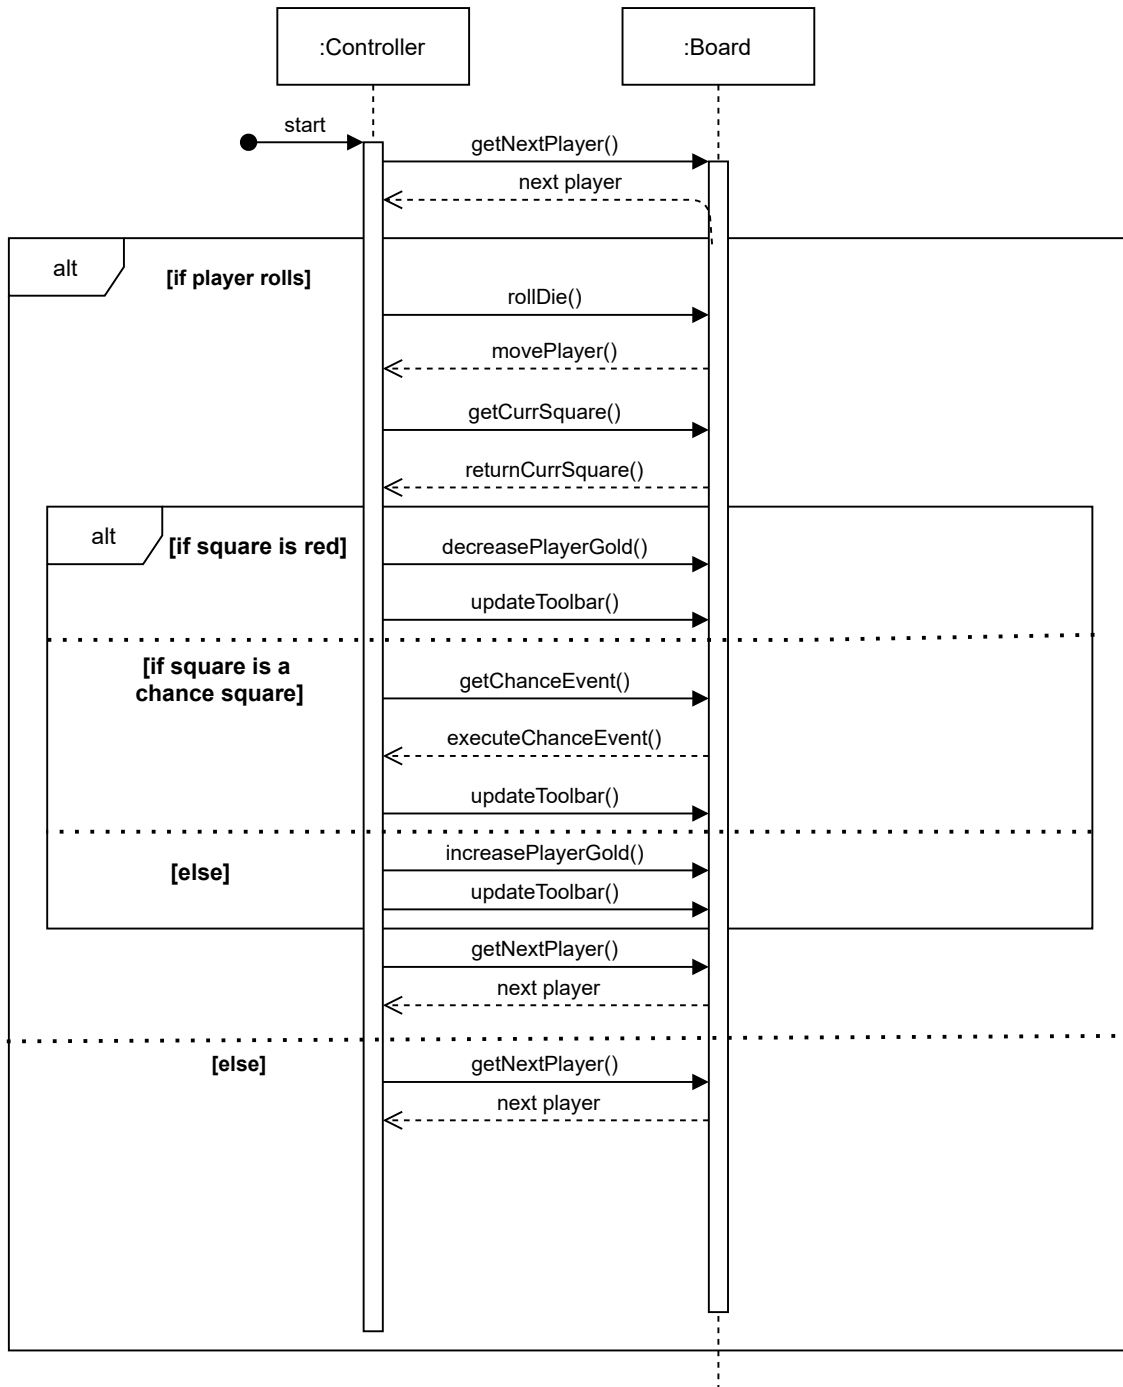 :Controller
:Board
start
getNextPlayer()
next player
alt
[if player rolls]
rollDie()
movePlayer()
getCurrSquare()
returnCurrSquare()
alt
[if square is red]
decreasePlayerGold()
updateToolbar()
[if square is a
chance square]
getChanceEvent()
executeChanceEvent()
updateToolbar()
increasePlayerGold()
[else]
updateToolbar()
getNextPlayer()
next player
[else]
getNextPlayer()
next player